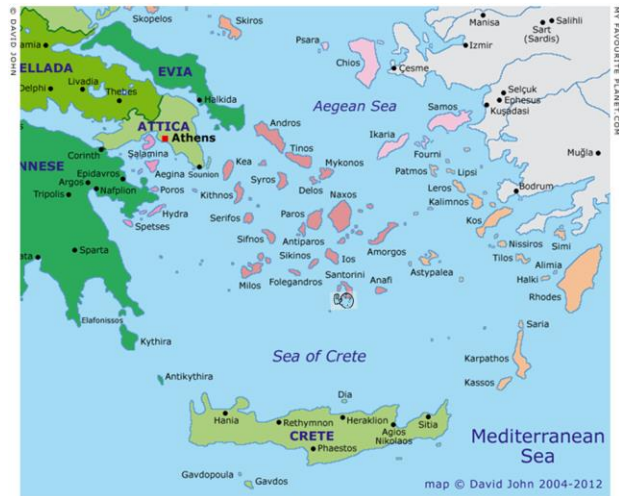 © DAVID JOHN
MY FAVOURITE PLANET.COM
Skopelos
Skiros
Psara
Chios
Manisa
Sart
(Sardis)
Salihli
Izmir
Çesme
amia
ELLADA
EVIA
Delphi
Livadia
Thebes
Halkida
Aegean Sea
Selçuk
Ephesus
Kuşadası
ATTICA
Athens
Andros
Samos
Ikaria
Tinos
NNESE
Corinth
Salamina
Kea
Mykonos
Fourni
Muğla
Epidavros
Aegina
Sounion
Syros
Delos
Patmos
Lipsi
Argos
Nafplion
Poros
Kithnos
Naxos
Leros
Bodrum
Tripolis
Hydra
Serifos
Paros
Kalimnos
Spetses
Kos
Sparta
ata
Sifnos
Antiparos
Amorgos
Nissiros
Simi
Sikinos
Ios
Astypalea
Tilos
Alimia
Milos
Folegandros
Santorini
Anafi
Halki
Rhodes
Elafonissos
Kythira
Saria
Sea of Crete
Karpathos
Antikythira
Kassos
Dia
Hania
Rethymnon
Heraklion
Sitia
CRETE
Agios
Nikolaos
Phaestos
Mediterranean
Sea
Gavdopoula
Gavdos
map © David John 2004-2012